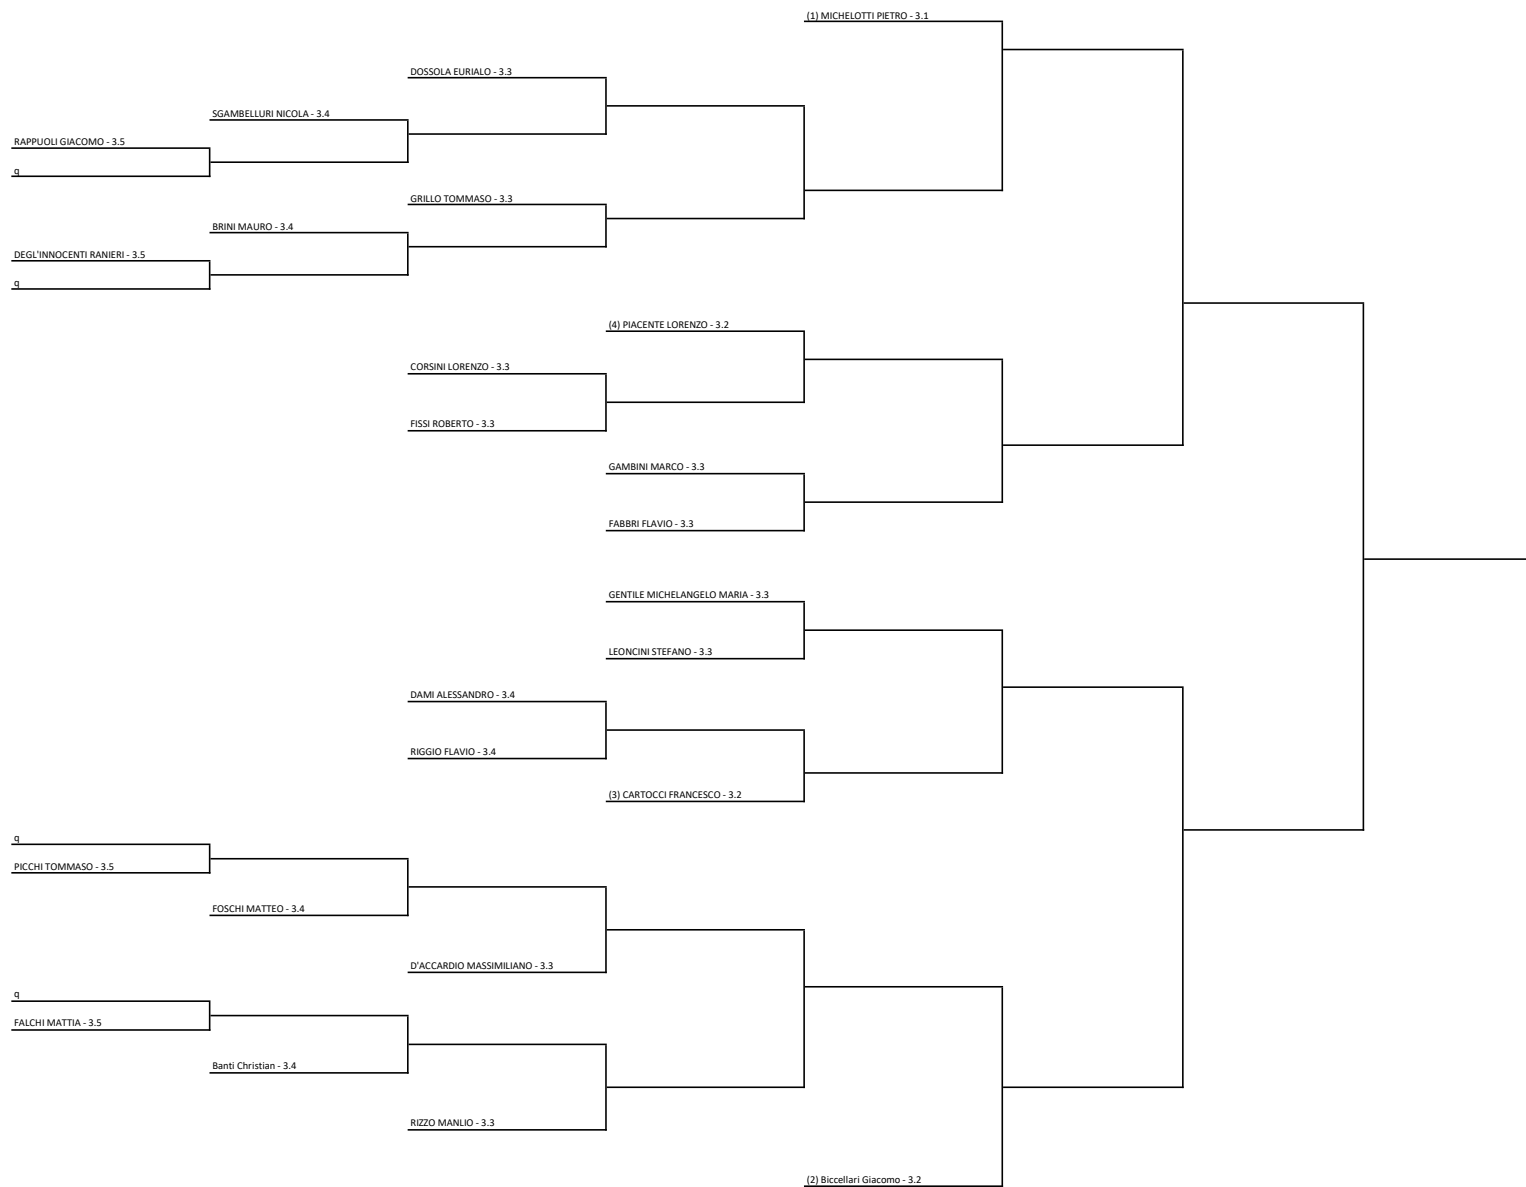 (1) MICHELOTTI PIETRO - 3.1
DOSSOLA EURIALO - 3.3
SGAMBELLURI NICOLA - 3.4
RAPPUOLI GIACOMO - 3.5
q
GRILLO TOMMASO - 3.3
BRINI MAURO - 3.4
DEGL'INNOCENTI RANIERI - 3.5
q
(4) PIACENTE LORENZO - 3.2
CORSINI LORENZO - 3.3
FISSI ROBERTO - 3.3
GAMBINI MARCO - 3.3
FABBRI FLAVIO - 3.3
GENTILE MICHELANGELO MARIA - 3.3
LEONCINI STEFANO - 3.3
DAMI ALESSANDRO - 3.4
RIGGIO FLAVIO - 3.4
(3) CARTOCCI FRANCESCO - 3.2
q
PICCHI TOMMASO - 3.5
FOSCHI MATTEO - 3.4
D'ACCARDIO MASSIMILIANO - 3.3
q
FALCHI MATTIA - 3.5
Banti Christian - 3.4
RIZZO MANLIO - 3.3
(2) Biccellari Giacomo - 3.2